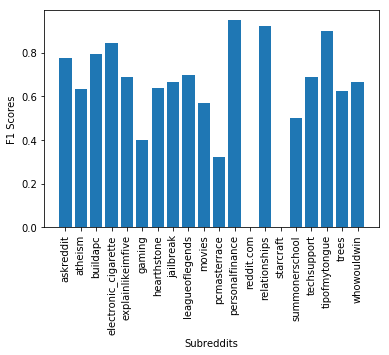 0.8
0.6
0.4
0.2
0.0
F1 Scores
askreddit
atheism
buildapc
electronic_cigarette
explainlikeimfive
gaming
hearthstone
jailbreak
leagueoflegends
movies
pcmasterrace
personalfinance
reddit.com
relationships
starcraft
summonerschool
techsupport
tipofmytongue
trees
whowouldwin
Subreddits